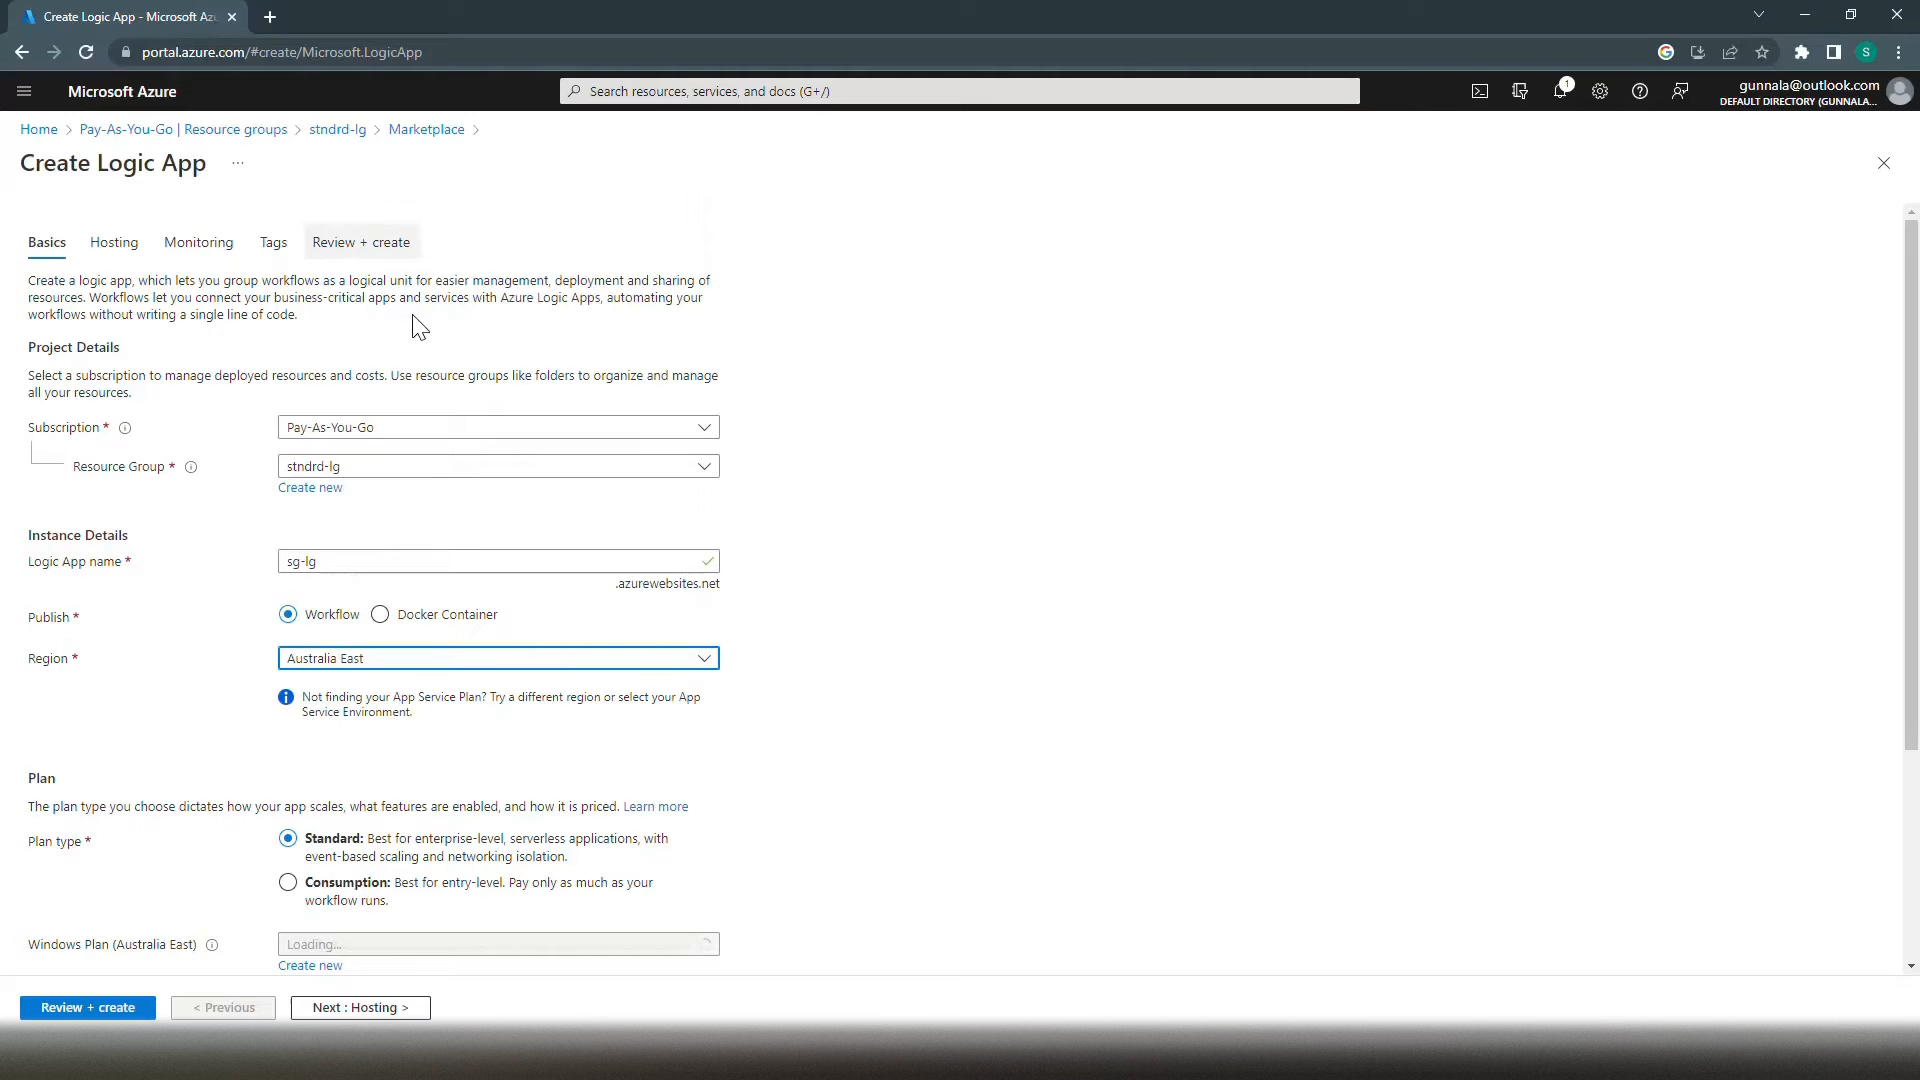 Create Logic App - Microsoft Az
portal.azure.com/#create/Microsoft.LogicApp
S
Microsoft Azure
Search resources, services, and docs (G+/)
1
gunnala@outlook.com
DEFAULT DIRECTORY (GUNNALA...
Home > Pay-As-You-Go | Resource groups > stndrd-lg > Marketplace >
Create Logic App ...
Basics Hosting Monitoring Tags Review + create
Create a logic app, which lets you group workflows as a logical unit for easier management, deployment and sharing of
resources. Workflows let you connect your business-critical apps and services with Azure Logic Apps, automating your
workflows without writing a single line of code.
Project Details
Select a subscription to manage deployed resources and costs. Use resource groups like folders to organize and manage
all your resources.
Subscription * Pay-As-You-Go
Resource Group * stndrd-lg
Create new
Instance Details
Logic App name * sg-lg
.azurewebsites.net
Publish * Workflow Docker Container
Region * Australia East
Not finding your App Service Plan? Try a different region or select your App
Service Environment.
Plan
The plan type you choose dictates how your app scales, what features are enabled, and how it is priced. Learn more
Plan type * Standard: Best for enterprise-level, serverless applications, with
event-based scaling and networking isolation.
Consumption: Best for entry-level. Pay only as much as your
workflow runs.
Windows Plan (Australia East) Loading...
Create new
Review + create < Previous Next : Hosting >